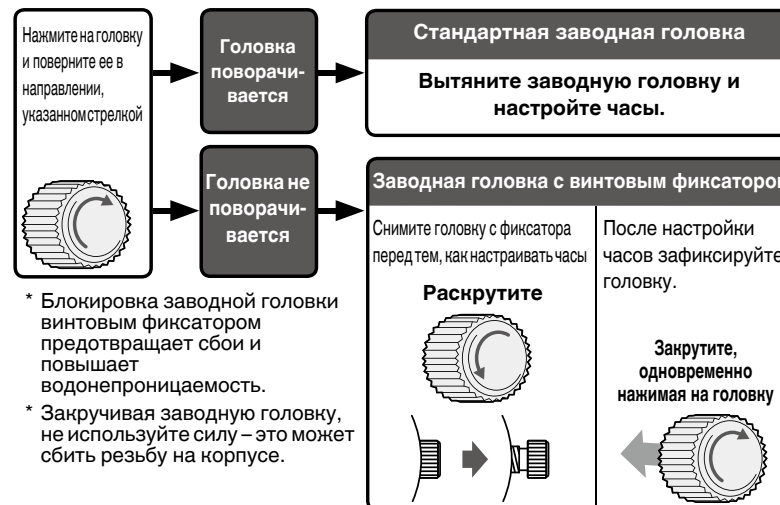 Нажмите на головку
и поверните ее в
направлении,
указанном стрелкой
Головка
поворачи-
вается
Стандартная заводная головка
Вытяните заводную головку и
настройте часы.
Головка не
поворачи-
вается
Заводная головка с винтовым фиксатором
Снимите головку с фиксатора
перед тем, как настраивать часы
Раскрутите
После настройки
часов зафиксируйте
головку.
Закрутите,
одновременно
нажимая на головку
* Блокировка заводной головки
винтовым фиксатором
предотвращает сбои и
повышает
водонепроницаемость.
* Закручивая заводную головку,
не используйте силу – это может
сбить резьбу на корпусе.